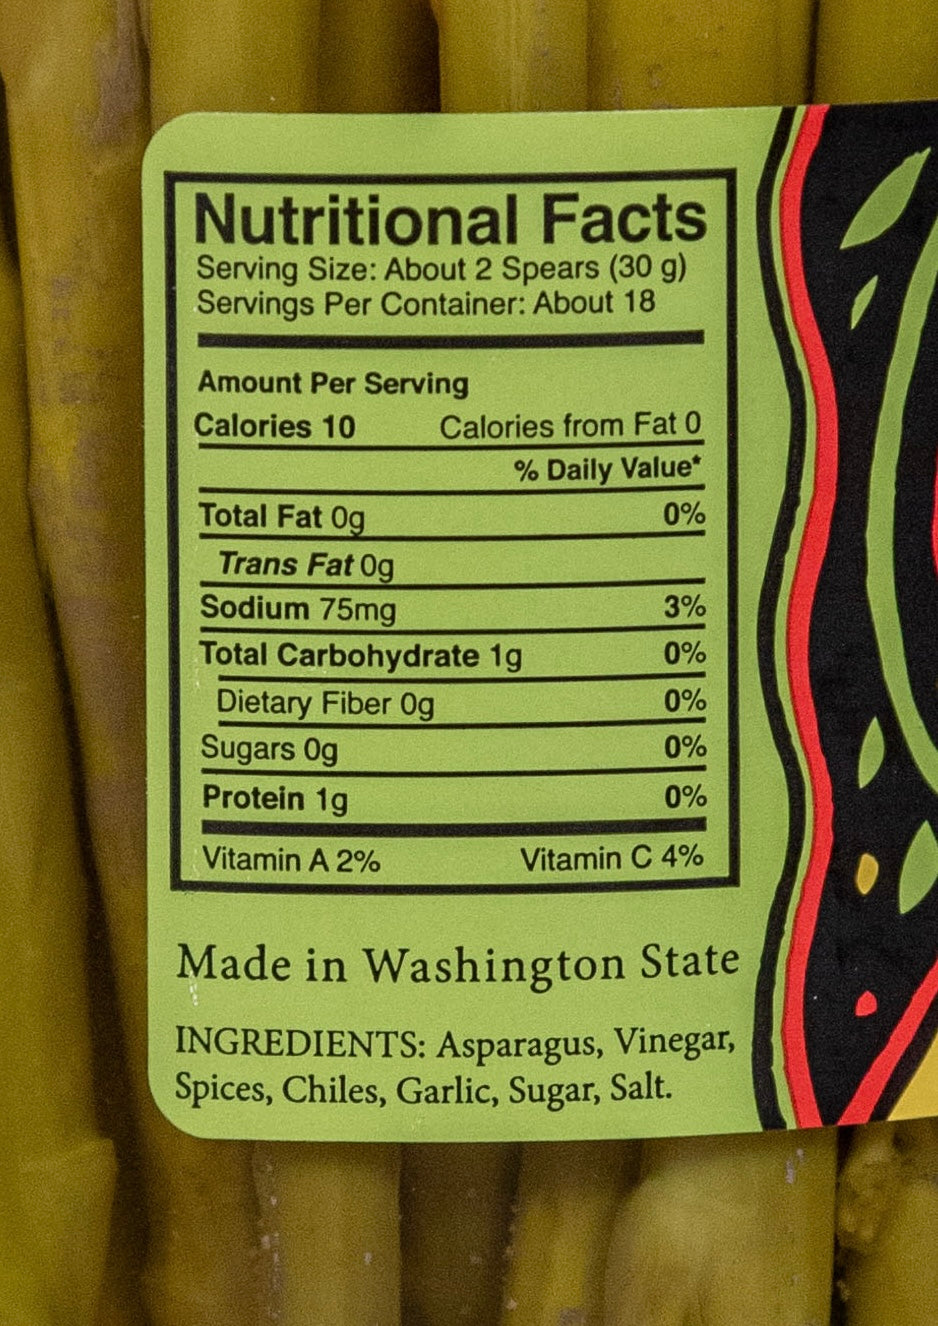 Nutritional Facts
Serving Size: About 2 Spears (30 g)
Servings Per Container: About 18
Amount Per Serving
Calories 10 Calories from Fat 0
% Daily Value*
Total Fat 0g 0%
Trans Fat 0g
Sodium 75mg 3%
Total Carbohydrate 1g 0%
Dietary Fiber 0g 0%
Sugars 0g 0%
Protein 1g 0%
Vitamin A 2% Vitamin C 4%
Made in Washington State
INGREDIENTS: Asparagus, Vinegar,
Spices, Chiles, Garlic, Sugar, Salt.